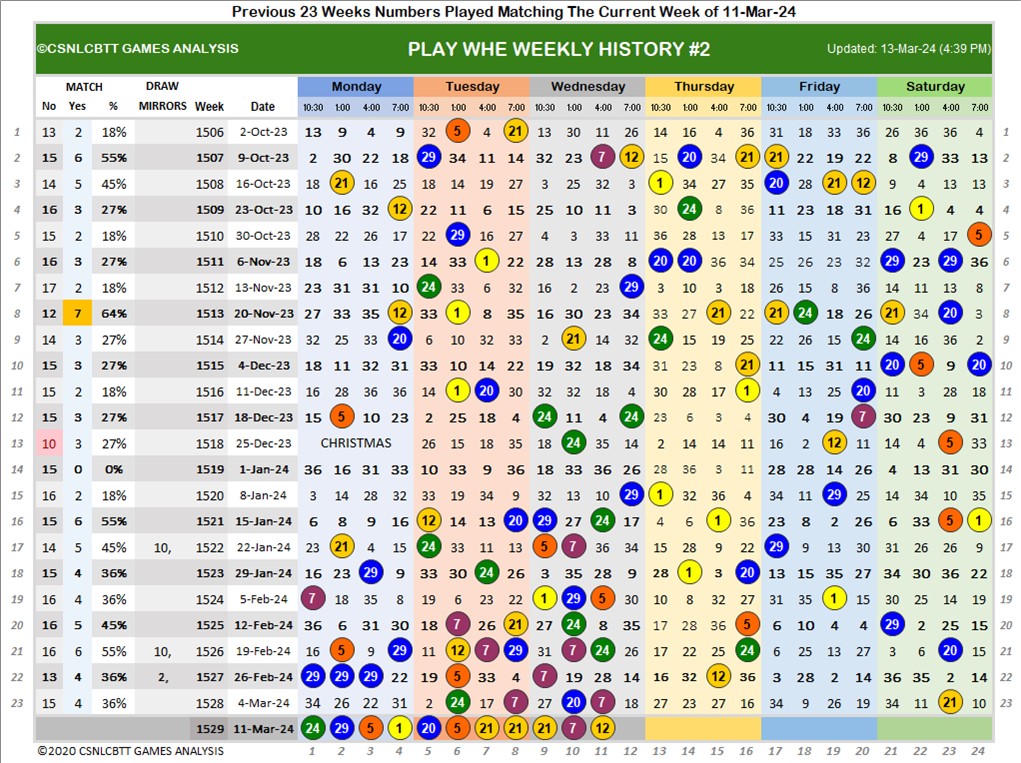 Previous 23 Weeks Numbers Played Matching The Current Week of 11-Mar-24
©CSNLCBTT GAMES ANALYSIS PLAY WHE WEEKLY HISTORY #2 Updated: 13-Mar-24 (4:39 PM)
MATCH DRAW Monday Tuesday Wednesday Thursday Friday Saturday
No Yes % MIRRORS Week Date 10:30 1:00 4:00 7:00 10:30 1:00 4:00 7:00 10:30 1:00 4:00 7:00 10:30 1:00 4:00 7:00 10:30 1:00 4:00 7:00 10:30 1:00 4:00 7:00
1 13 2 18% 1506 2-Oct-23 13 9 4 9 32 5 4 21 13 30 11 26 14 16 4 36 31 18 33 36 26 36 36 4 1
2 15 6 55% 1507 9-Oct-23 2 30 22 18 29 34 11 14 32 23 7 12 15 20 34 21 21 22 19 22 8 29 33 13 2
3 14 5 45% 1508 16-Oct-23 18 21 16 25 18 14 19 27 3 25 32 3 1 34 27 35 20 28 21 12 9 4 13 13 3
4 16 3 27% 1509 23-Oct-23 10 16 32 12 22 11 6 15 25 10 11 3 30 24 8 36 11 23 18 31 16 1 4 4 4
5 15 2 18% 1510 30-Oct-23 28 22 26 17 22 29 16 27 4 3 33 11 36 28 13 17 33 15 31 23 27 4 17 5 5
6 16 3 27% 1511 6-Nov-23 18 6 13 23 14 33 1 22 28 13 28 8 20 20 36 34 25 26 23 32 29 23 29 36 6
7 17 2 18% 1512 13-Nov-23 23 31 31 10 24 33 6 32 16 2 23 29 3 10 3 18 26 15 8 36 14 11 13 8 7
8 12 7 64% 1513 20-Nov-23 27 33 35 12 33 1 8 35 16 30 23 34 33 27 21 22 21 24 18 26 21 34 20 3 8
9 14 3 27% 1514 27-Nov-23 32 25 33 20 6 10 32 33 2 21 14 32 24 15 19 25 22 26 15 24 14 16 36 2 9
10 15 3 27% 1515 4-Dec-23 18 11 32 31 33 10 14 22 19 32 18 34 31 23 8 21 11 15 31 11 20 5 9 20 10
11 15 2 18% 1516 11-Dec-23 16 28 36 36 14 1 20 30 30 32 18 4 30 28 17 1 4 13 25 20 11 3 28 18 11
12 15 3 27% 1517 18-Dec-23 15 5 10 23 2 25 18 4 24 11 4 24 23 6 3 4 30 4 19 7 30 23 9 31 12
13 10 3 27% 1518 25-Dec-23 CHRISTMAS 26 15 18 35 18 24 14 35 2 14 14 11 16 2 12 11 14 4 5 33 13
14 15 0 0% 1519 1-Jan-24 36 16 31 33 10 33 9 36 18 33 36 26 28 36 3 11 28 28 14 26 4 13 31 30 14
15 16 2 18% 1520 8-Jan-24 3 14 28 32 33 19 34 9 32 13 10 29 1 32 36 4 34 11 29 25 14 34 10 35 15
16 15 6 55% 1521 15-Jan-24 6 8 9 16 12 14 13 20 29 27 24 17 4 6 1 36 23 8 2 26 6 33 5 1 16
17 14 5 45% 10, 1522 22-Jan-24 23 21 4 15 24 33 11 13 5 7 36 34 15 28 9 22 29 9 13 30 31 26 26 9 17
18 15 4 36% 1523 29-Jan-24 16 23 29 9 33 30 24 26 3 35 28 9 28 1 3 20 13 15 35 27 34 30 36 22 18
19 16 4 36% 1524 5-Feb-24 7 18 35 8 19 6 23 22 1 29 5 30 10 8 32 27 31 35 1 15 30 25 14 19 19
20 16 5 45% 1525 12-Feb-24 36 6 31 30 18 7 26 21 27 24 8 35 17 28 36 5 6 10 4 4 29 2 25 15 20
21 16 6 55% 10, 1526 19-Feb-24 16 5 9 29 11 12 7 29 31 7 24 26 17 22 25 24 6 25 13 27 3 6 20 15 21
22 13 4 36% 2, 1527 26-Feb-24 29 29 29 22 19 5 33 4 7 19 28 14 16 32 12 36 3 28 2 14 36 35 2 14 22
23 15 4 36% 1528 4-Mar-24 34 26 22 31 2 24 17 7 27 20 7 18 27 23 27 16 34 9 26 19 34 11 21 10 23
1529 11-Mar-24 24 29 5 1 20 5 21 21 21 7 12
©2020 CSNLCBTT GAMES ANALYSIS 1 2 3 4 5 6 7 8 9 10 11 12 13 14 15 16 17 18 19 20 21 22 23 24